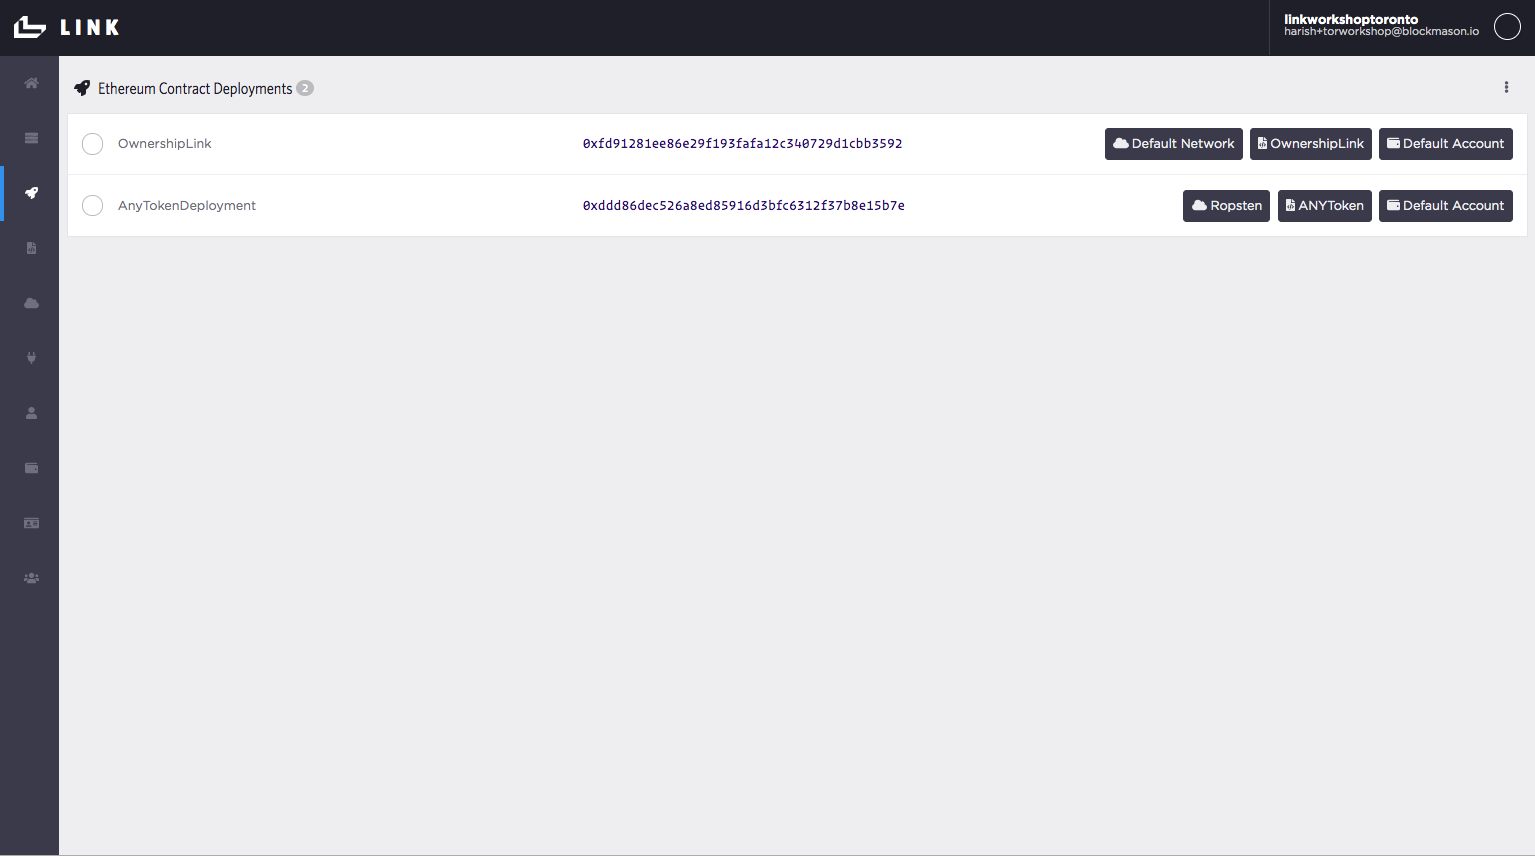 LINK
linkworkshoptoronto
harish+torworkshop@blockmason.io
Ethereum Contract Deployments 2
OwnershipLink 0xfd91281ee86e29f193fafa12c340729d1cbb3592 Default Network OwnershipLink Default Account
AnyTokenDeployment 0xddd86dec526a8ed85916d3bfc6312f37b8e15b7e Ropsten ANYToken Default Account